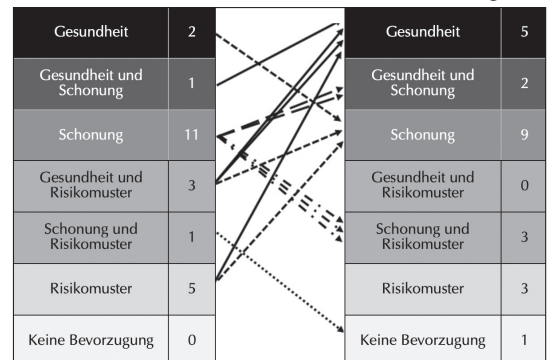 Gesundheit 2 Gesundheit 5
Gesundheit und
Schonung 1 Gesundheit und
Schonung 2
Schonung 11 Schonung 9
Gesundheit und
Risikomuster 3 Gesundheit und
Risikomuster 0
Schonung und
Risikomuster 1 Schonung und
Risikomuster 3
Risikomuster 5 Risikomuster 3
Keine Bevorzugung 0 Keine Bevorzugung 1